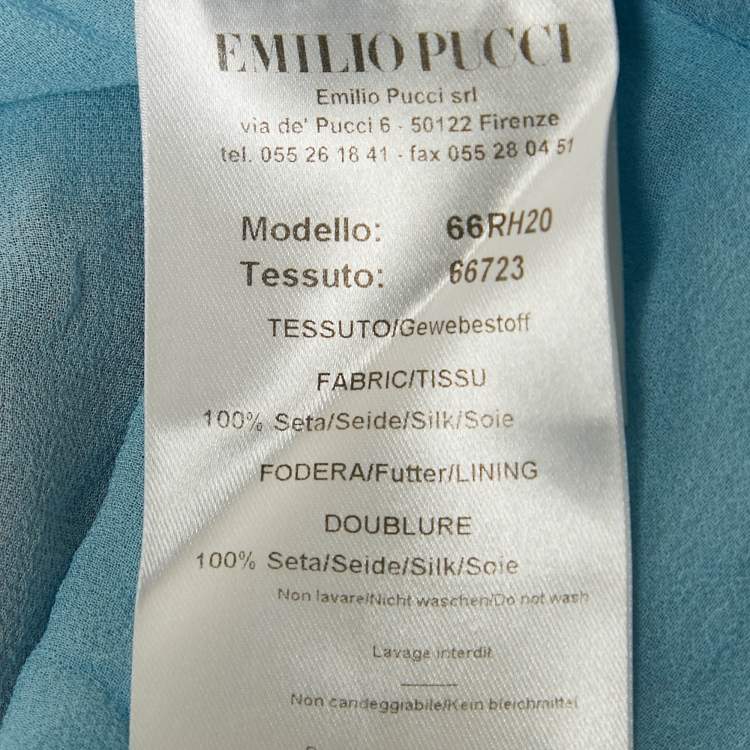 EMILIO PUCCI
Emilio Pucci srl
via de' Pucci 6 - 50122 Firenze
tel. 055 26 18 41 - fax 055 28 04 51
Modello: 66RH20
Tessuto: 66723
TESSUTO/Gewebestoff
FABRIC/TISSU
100% Seta/Seide/Silk/Soie
FODERA/Futter/LINING
DOUBLURE
100% Seta/Seide/Silk/Soie
Non lavare/Nicht waschen/Do not wash
Lavage interdit
Non candeggiabile/Kein bleichmittel